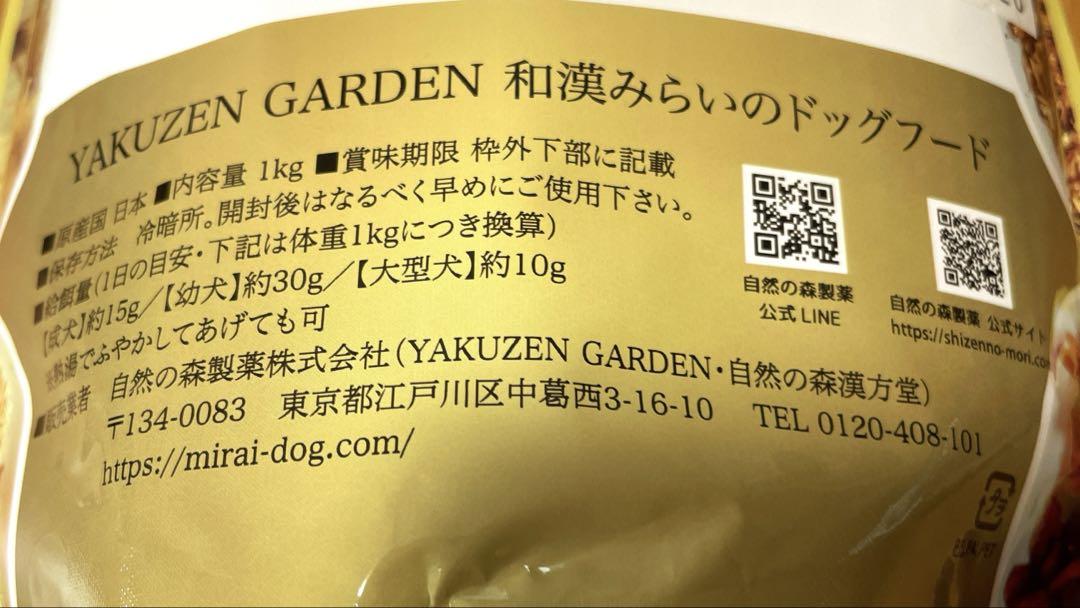 YAKUZEN GARDEN 和漢みらいのドッグフード
■原産国 日本 ■内容量 1kg ■賞味期限 枠外下部に記載
■保存方法 冷暗所。開封後はなるべく早めにご使用下さい。
■給餌量(1日の目安・下記は体重1kgにつき換算)
【成犬】約15g/【幼犬】約30g/【大型犬】約10g
※熱湯でふやかしてあげても可
■販売業者 自然の森製薬株式会社(YAKUZEN GARDEN・自然の森漢方堂)
〒134-0083 東京都江戸川区中葛西3-16-10 TEL 0120-408-101
https://mirai-dog.com/
自然の森製薬
公式LINE
自然の森製薬 公式サイト
https://shizenno-mori.co
プラ